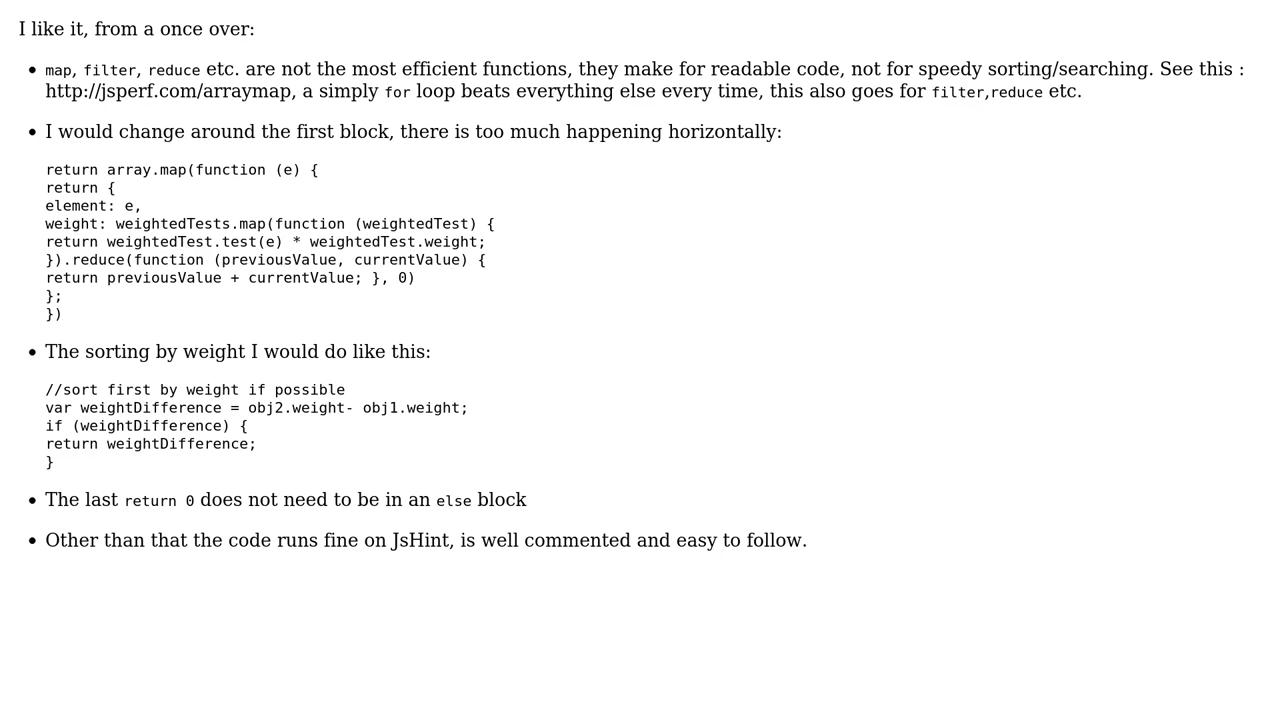 I like it, from a once over:
• map, filter, reduce etc. are not the most efficient functions, they make for readable code, not for speedy sorting/searching. See this :
http://jsperf.com/arraymap, a simply for loop beats everything else every time, this also goes for filter,reduce etc.
• I would change around the first block, there is too much happening horizontally:
return array.map(function (e) {
return {
element: e,
weight: weightedTests.map(function (weightedTest) {
return weightedTest.test(e) * weightedTest.weight;
}).reduce(function (previousValue, currentValue) {
return previousValue + currentValue; }, 0)
};
})
• The sorting by weight I would do like this:
//sort first by weight if possible
var weightDifference = obj2.weight- obj1.weight;
if (weightDifference) {
return weightDifference;
}
• The last return 0 does not need to be in an else block
• Other than that the code runs fine on JsHint, is well commented and easy to follow.